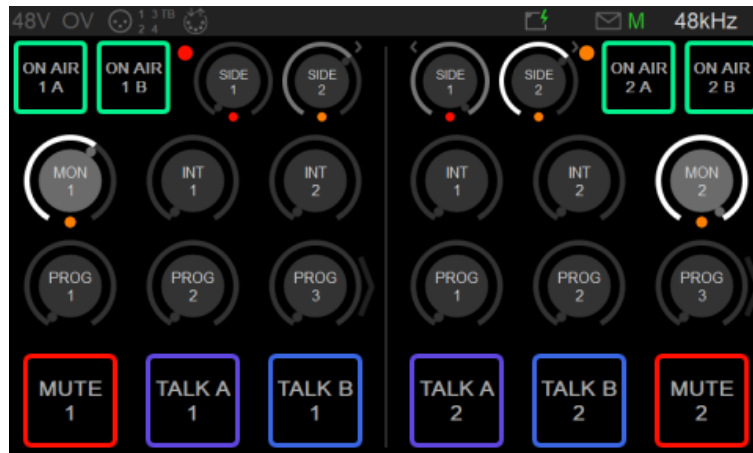 48V OV 1 3 TB 2 4 M 48kHz
ON AIR 1 A
ON AIR 1 B
SIDE 1
SIDE 2
SIDE 1
SIDE 2
ON AIR 2 A
ON AIR 2 B
MON 1
INT 1
INT 2
INT 1
INT 2
MON 2
PROG 1
PROG 2
PROG 3
PROG 1
PROG 2
PROG 3
MUTE 1
TALK A 1
TALK B 1
TALK A 2
TALK B 2
MUTE 2